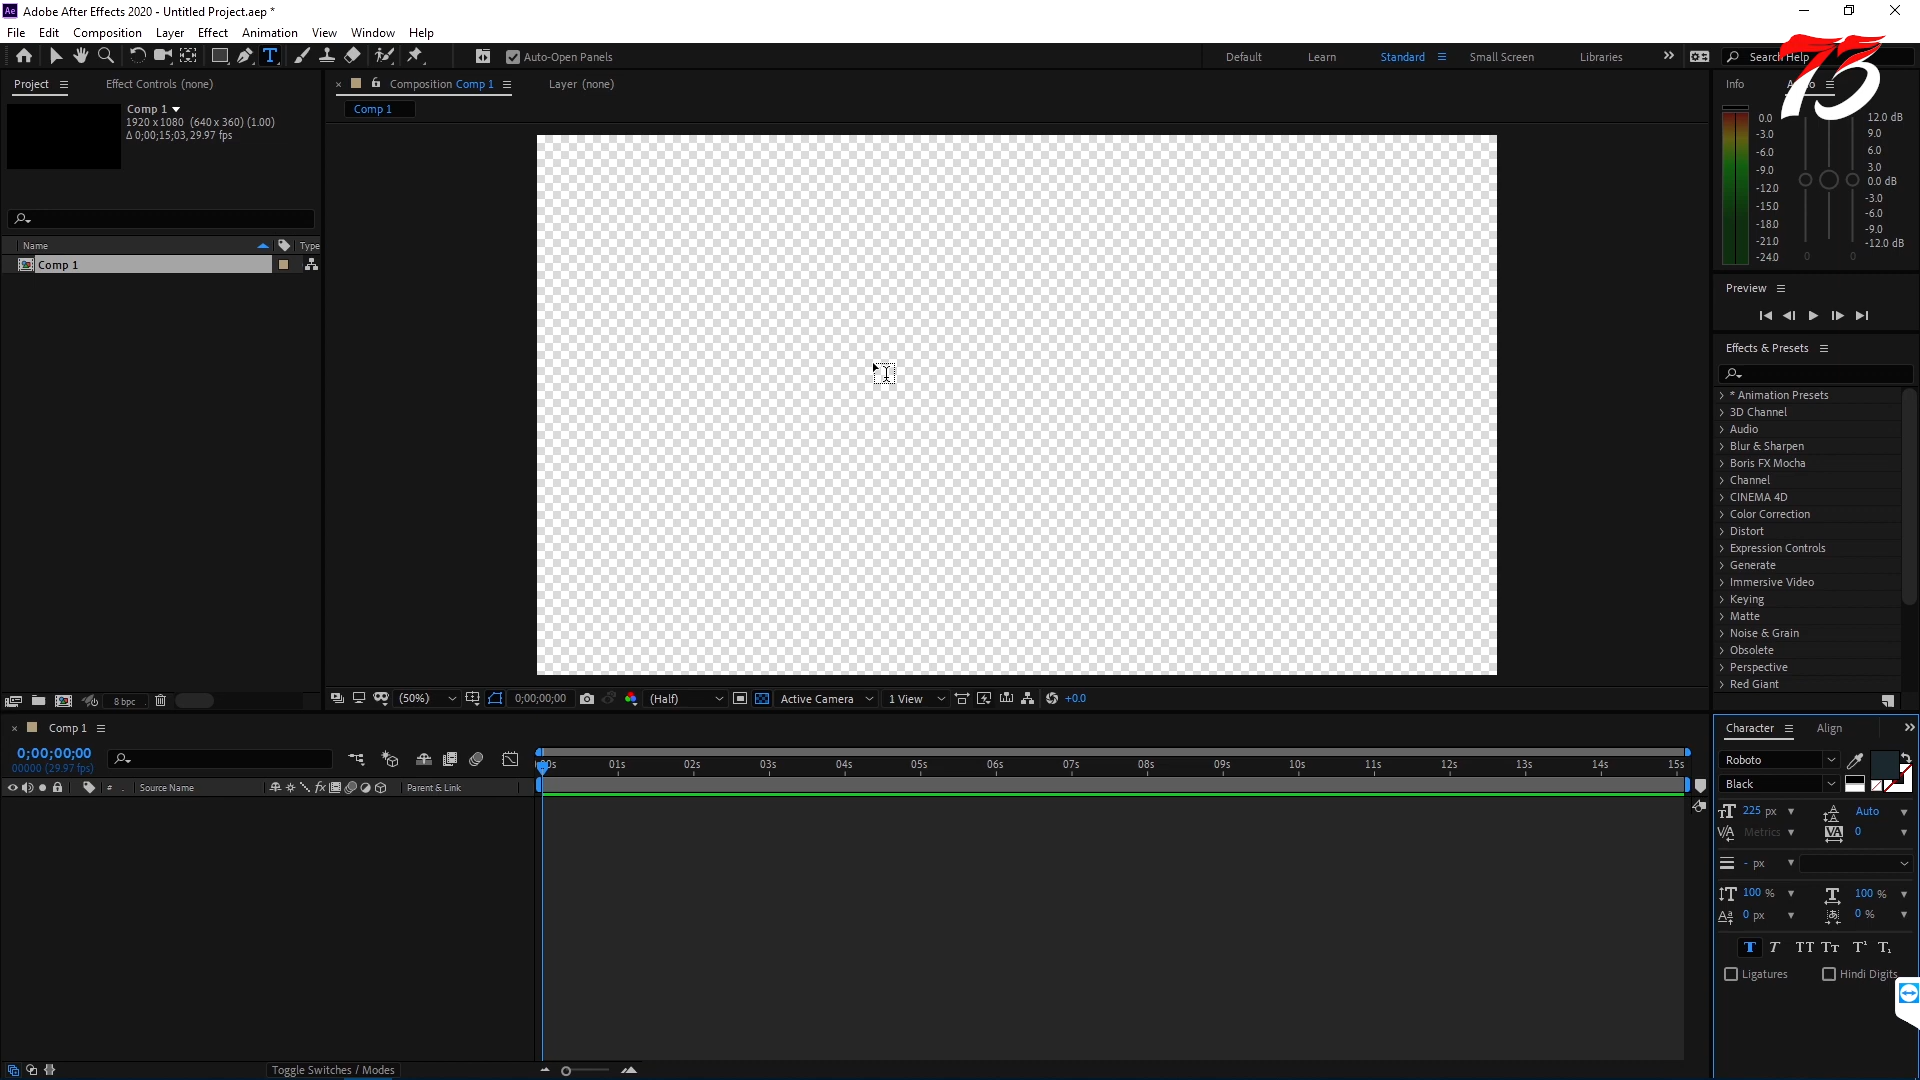 Adobe After Effects 2020 - Untitled Project.aep *
File Edit Composition Layer Effect Animation View Window Help
Auto-Open Panels
Default Learn Standard Small Screen Libraries Search Help
Project Effect Controls (none)
Composition Comp 1 Layer (none)
Info
Comp 1
1920 x 1080 (640 x 360) (1.00)
Δ 0;00;15;03, 29.97 fps
Comp 1
0.0
-3.0
-6.0
-9.0
-12.0
-15.0
-18.0
-21.0
-24.0
12.0 dB
9.0
6.0
3.0
0.0 dB
-3.0
-6.0
-9.0
-12.0 dB
0 0
Name Type
Comp 1
Preview
Effects & Presets
* Animation Presets
3D Channel
Audio
Blur & Sharpen
Boris FX Mocha
Channel
CINEMA 4D
Color Correction
Distort
Expression Controls
Generate
Immersive Video
Keying
Matte
Noise & Grain
Obsolete
Perspective
Red Giant
8 bpc
(50%) 0;00;00;00 (Half) Active Camera 1 View +0.0
Comp 1
0;00;00;00
00000 (29.97 fps)
# Source Name fx Parent & Link
00s 01s 02s 03s 04s 05s 06s 07s 08s 09s 10s 11s 12s 13s 14s 15s
Character Align
Roboto
Black
225 px Auto
Metrics 0
- px
100 % 100 %
0 px 0 %
T T TT Tт T¹ T₁
Ligatures Hindi Digits
Toggle Switches / Modes